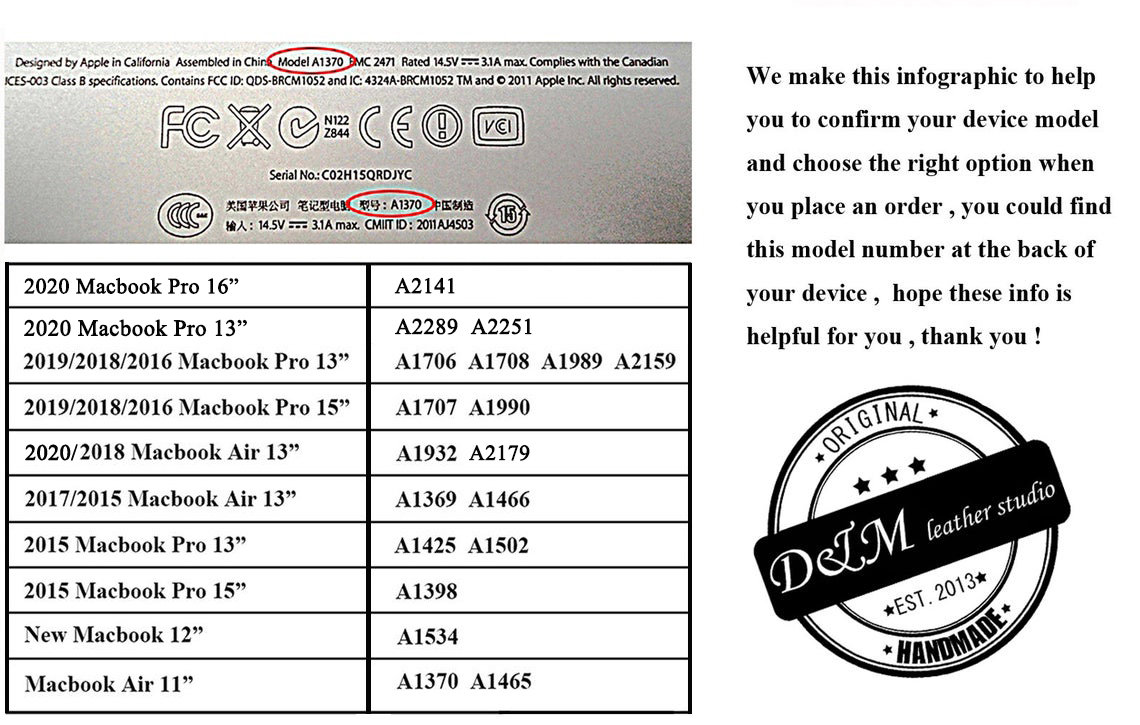 Designed by Apple in California Assembled in China Model A1370 EMC 2471 Rated 14.5V 3.1A max. Complies with the Canadian
ICES-003 Class B specifications. Contains FCC ID: QDS-BRCM1052 and IC: 4324A-BRCM1052 TM and © 2011 Apple Inc. All rights reserved.
FC N122 CE VCI
Z844
Serial No.: C02H15QRDJYC
CCC 美国苹果公司 笔记型电脑 型号：A1370 中国制造 15
输入：14.5V 3.1A max. CMIIT ID：2011AJ4503
2020 Macbook Pro 16” A2141
2020 Macbook Pro 13” A2289 A2251
2019/2018/2016 Macbook Pro 13” A1706 A1708 A1989 A2159
2019/2018/2016 Macbook Pro 15” A1707 A1990
2020/2018 Macbook Air 13” A1932 A2179
2017/2015 Macbook Air 13” A1369 A1466
2015 Macbook Pro 13” A1425 A1502
2015 Macbook Pro 15” A1398
New Macbook 12” A1534
Macbook Air 11” A1370 A1465
We make this infographic to help
you to confirm your device model
and choose the right option when
you place an order , you could find
this model number at the back of
your device , hope these info is
helpful for you , thank you !
ORIGINAL
D&M leather studio
EST. 2013
HANDMADE